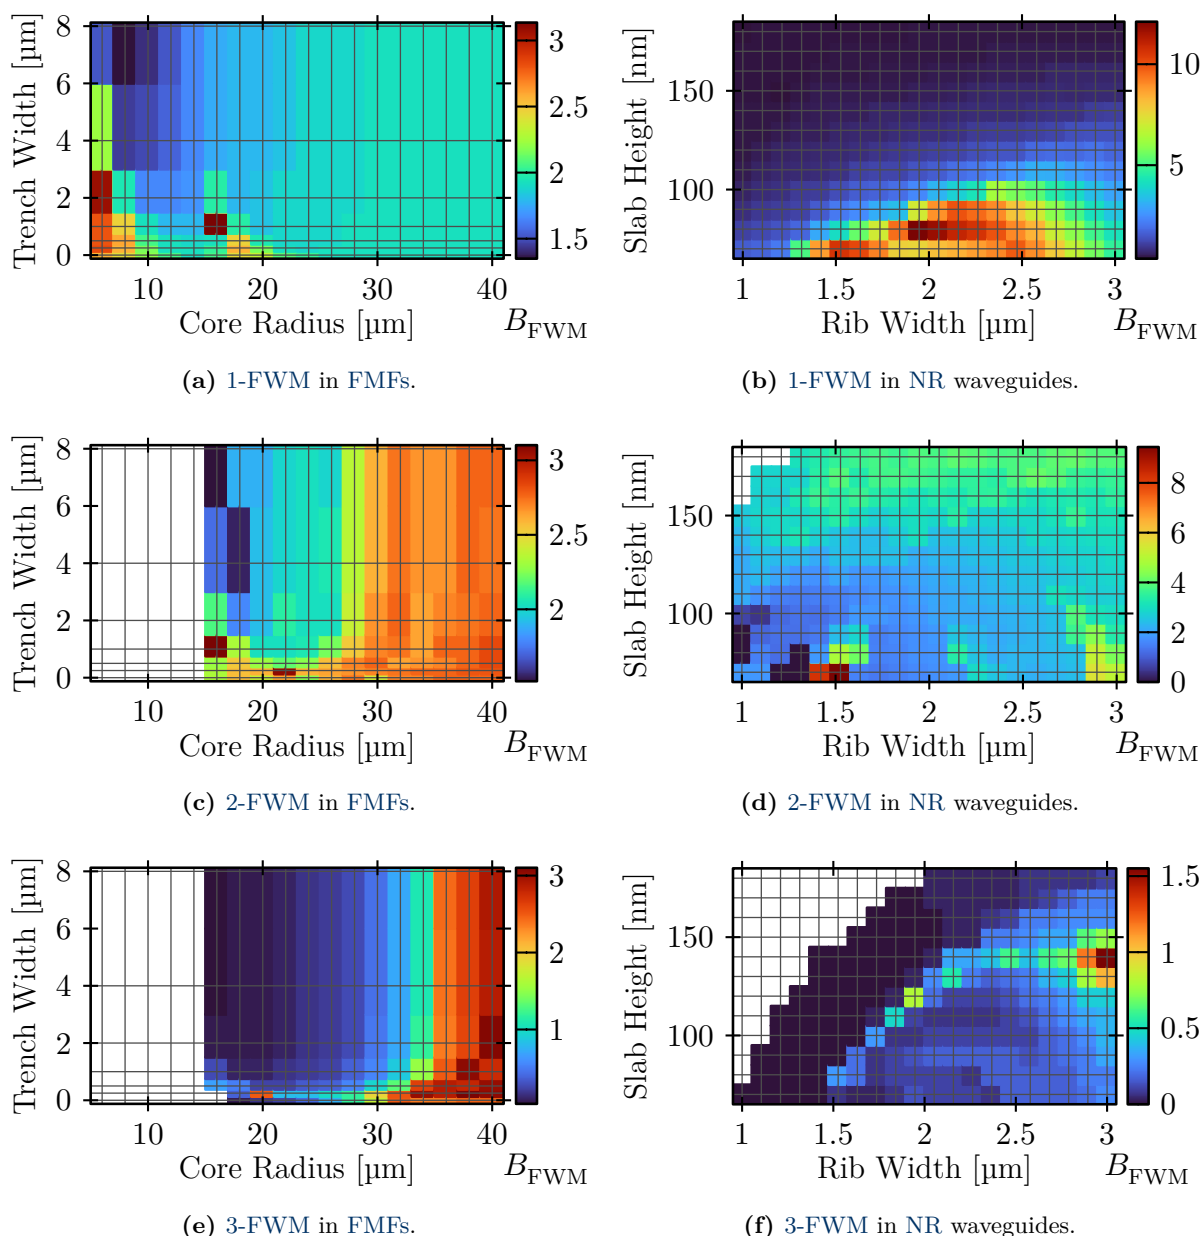 8
6
4
2
0
Trench Width [µm]
10 20 30 40
Core Radius [µm]
3
2.5
2
1.5
B_FWM
(a) 1-FWM in FMFs.
150
100
Slab Height [nm]
1 1.5 2 2.5 3
Rib Width [µm]
10
5
B_FWM
(b) 1-FWM in NR waveguides.
8
6
4
2
0
Trench Width [µm]
10 20 30 40
Core Radius [µm]
3
2.5
2
B_FWM
(c) 2-FWM in FMFs.
150
100
Slab Height [nm]
1 1.5 2 2.5 3
Rib Width [µm]
8
6
4
2
0
B_FWM
(d) 2-FWM in NR waveguides.
8
6
4
2
0
Trench Width [µm]
10 20 30 40
Core Radius [µm]
3
2
1
B_FWM
(e) 3-FWM in FMFs.
150
100
Slab Height [nm]
1 1.5 2 2.5 3
Rib Width [µm]
1.5
1
0.5
0
B_FWM
(f) 3-FWM in NR waveguides.